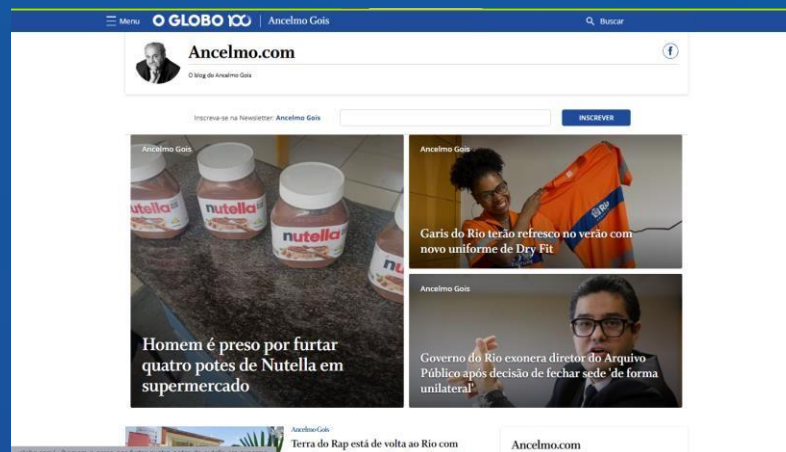 Menu
O GLOBO 100 | Ancelmo Gois
Buscar
Ancelmo.com
O blog do Ancelmo Gois
Inscreva-se na Newsletter: Ancelmo Gois
INSCREVER
Ancelmo Gois
nutella
nutella
nutella
Homem é preso por furtar
quatro potes de Nutella em
supermercado
Ancelmo Gois
Garis do Rio terão refresco no verão com
novo uniforme de Dry Fit
Ancelmo Gois
Governo do Rio exonera diretor do Arquivo
Público após decisão de fechar sede 'de forma
unilateral'
Ancelmo Gois
Terra do Rap está de volta ao Rio com
Ancelmo.com